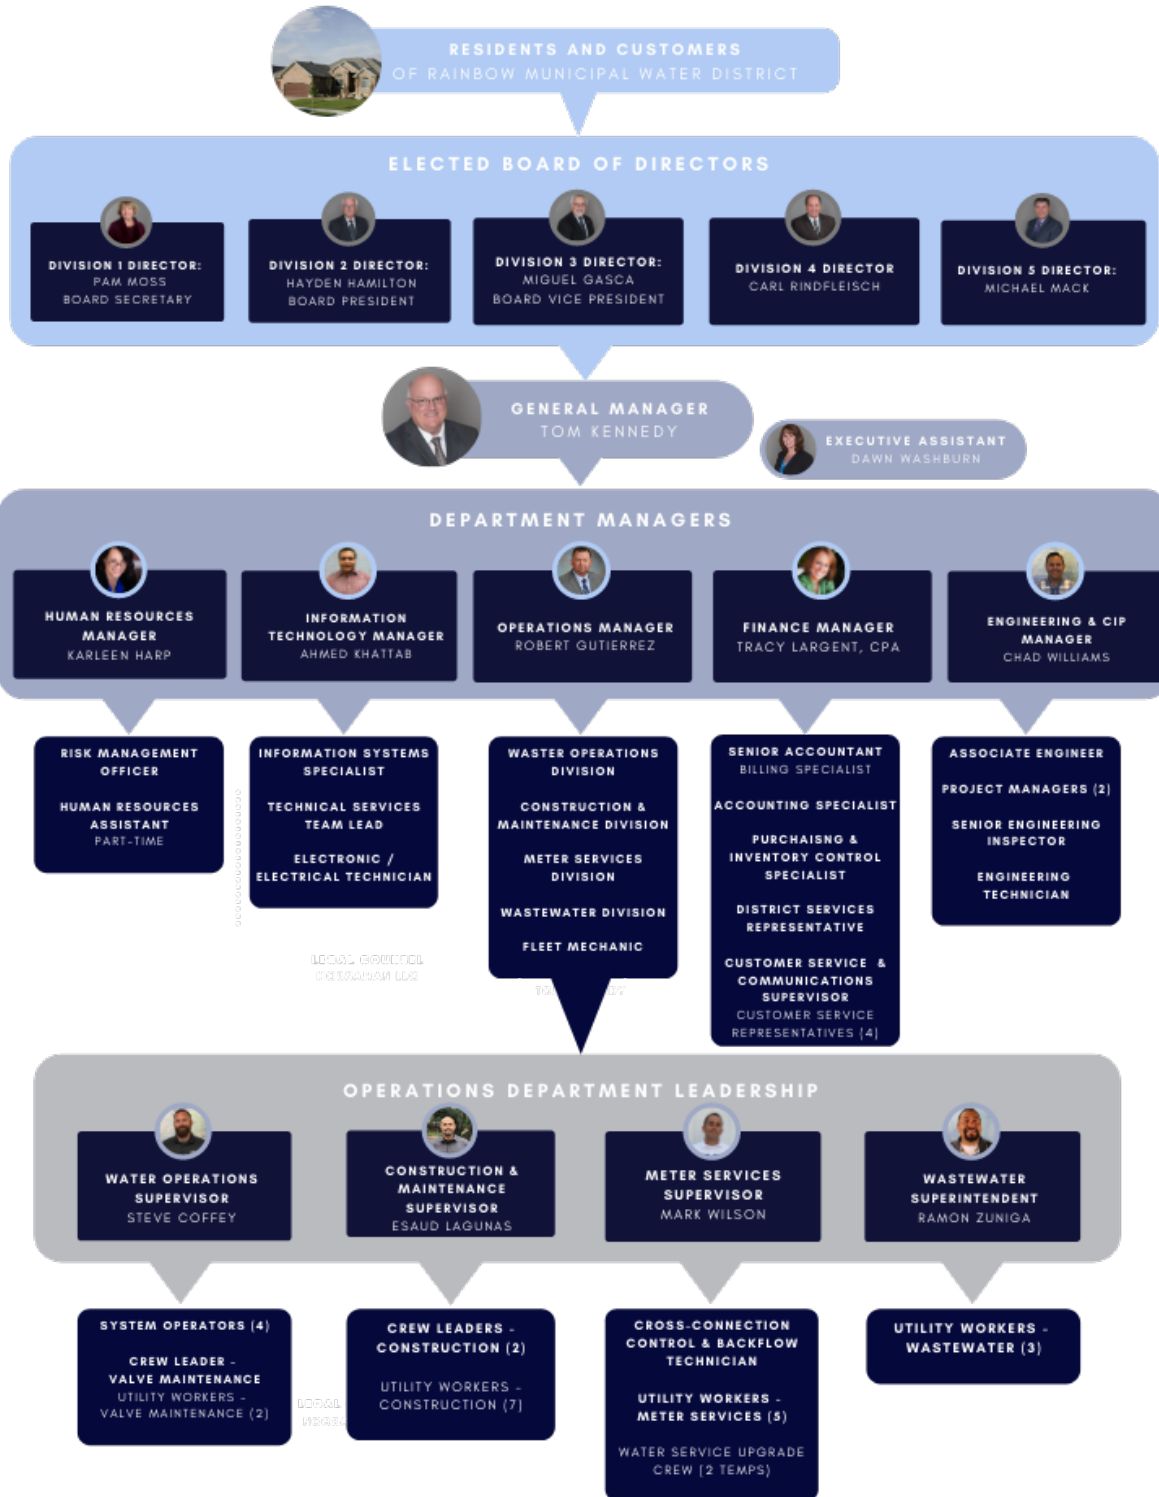 RESIDENTS AND CUSTOMERS
OF RAINBOW MUNICIPAL WATER DISTRICT
ELECTED BOARD OF DIRECTORS
DIVISION 1 DIRECTOR:
PAM MOSS
BOARD SECRETARY
DIVISION 2 DIRECTOR:
HAYDEN HAMILTON
BOARD PRESIDENT
DIVISION 3 DIRECTOR:
MIGUEL GASCA
BOARD VICE PRESIDENT
DIVISION 4 DIRECTOR
CARL RINDFLEISCH
DIVISION 5 DIRECTOR:
MICHAEL MACK
GENERAL MANAGER
TOM KENNEDY
EXECUTIVE ASSISTANT
DAWN WASHBURN
DEPARTMENT MANAGERS
HUMAN RESOURCES
MANAGER
KARLEEN HARP
INFORMATION
TECHNOLOGY MANAGER
AHMED KHATTAB
OPERATIONS MANAGER
ROBERT GUTIERREZ
FINANCE MANAGER
TRACY LARGENT, CPA
ENGINEERING & CIP
MANAGER
CHAD WILLIAMS
RISK MANAGEMENT
OFFICER
HUMAN RESOURCES
ASSISTANT
PART-TIME
INFORMATION SYSTEMS
SPECIALIST
TECHNICAL SERVICES
TEAM LEAD
ELECTRONIC /
ELECTRICAL TECHNICIAN
WASTER OPERATIONS
DIVISION
CONSTRUCTION &
MAINTENANCE DIVISION
METER SERVICES
DIVISION
WASTEWATER DIVISION
FLEET MECHANIC
SENIOR ACCOUNTANT
BILLING SPECIALIST
ACCOUNTING SPECIALIST
PURCHAISNG &
INVENTORY CONTROL
SPECIALIST
DISTRICT SERVICES
REPRESENTATIVE
CUSTOMER SERVICE &
COMMUNICATIONS
SUPERVISOR
CUSTOMER SERVICE
REPRESENTATIVES (4)
ASSOCIATE ENGINEER
PROJECT MANAGERS (2)
SENIOR ENGINEERING
INSPECTOR
ENGINEERING
TECHNICIAN
LEGAL COUNSEL
OPERATIONS DEPARTMENT LEADERSHIP
WATER OPERATIONS
SUPERVISOR
STEVE COFFEY
CONSTRUCTION &
MAINTENANCE
SUPERVISOR
ESAUD LAGUNAS
METER SERVICES
SUPERVISOR
MARK WILSON
WASTEWATER
SUPERINTENDENT
RAMON ZUNIGA
SYSTEM OPERATORS (4)
CREW LEADER -
VALVE MAINTENANCE
UTILITY WORKERS -
VALVE MAINTENANCE (2)
LEGAL
CREW LEADERS -
CONSTRUCTION (2)
UTILITY WORKERS -
CONSTRUCTION (7)
CROSS-CONNECTION
CONTROL & BACKFLOW
TECHNICIAN
UTILITY WORKERS -
METER SERVICES (5)
WATER SERVICE UPGRADE
CREW (2 TEMPS)
UTILITY WORKERS -
WASTEWATER (3)